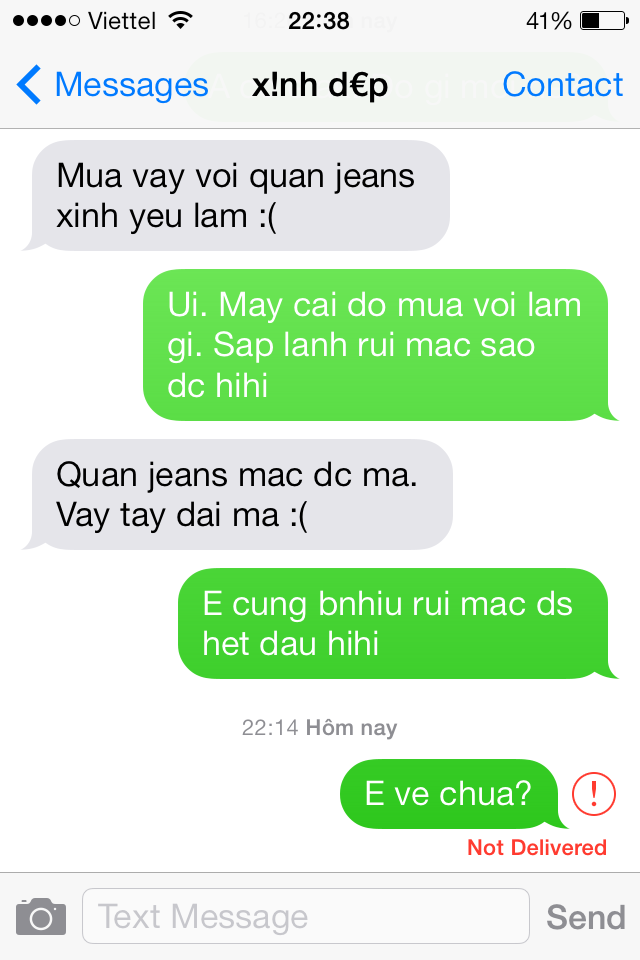 Viettel 22:38 41%
Messages x!nh d€p Contact
Mua vay voi quan jeans
xinh yeu lam :(
Ui. May cai do mua voi lam
gi. Sap lanh rui mac sao
dc hihi
Quan jeans mac dc ma.
Vay tay dai ma :(
E cung bnhiu rui mac ds
het dau hihi
22:14 Hôm nay
E ve chua? !
Not Delivered
Text Message Send